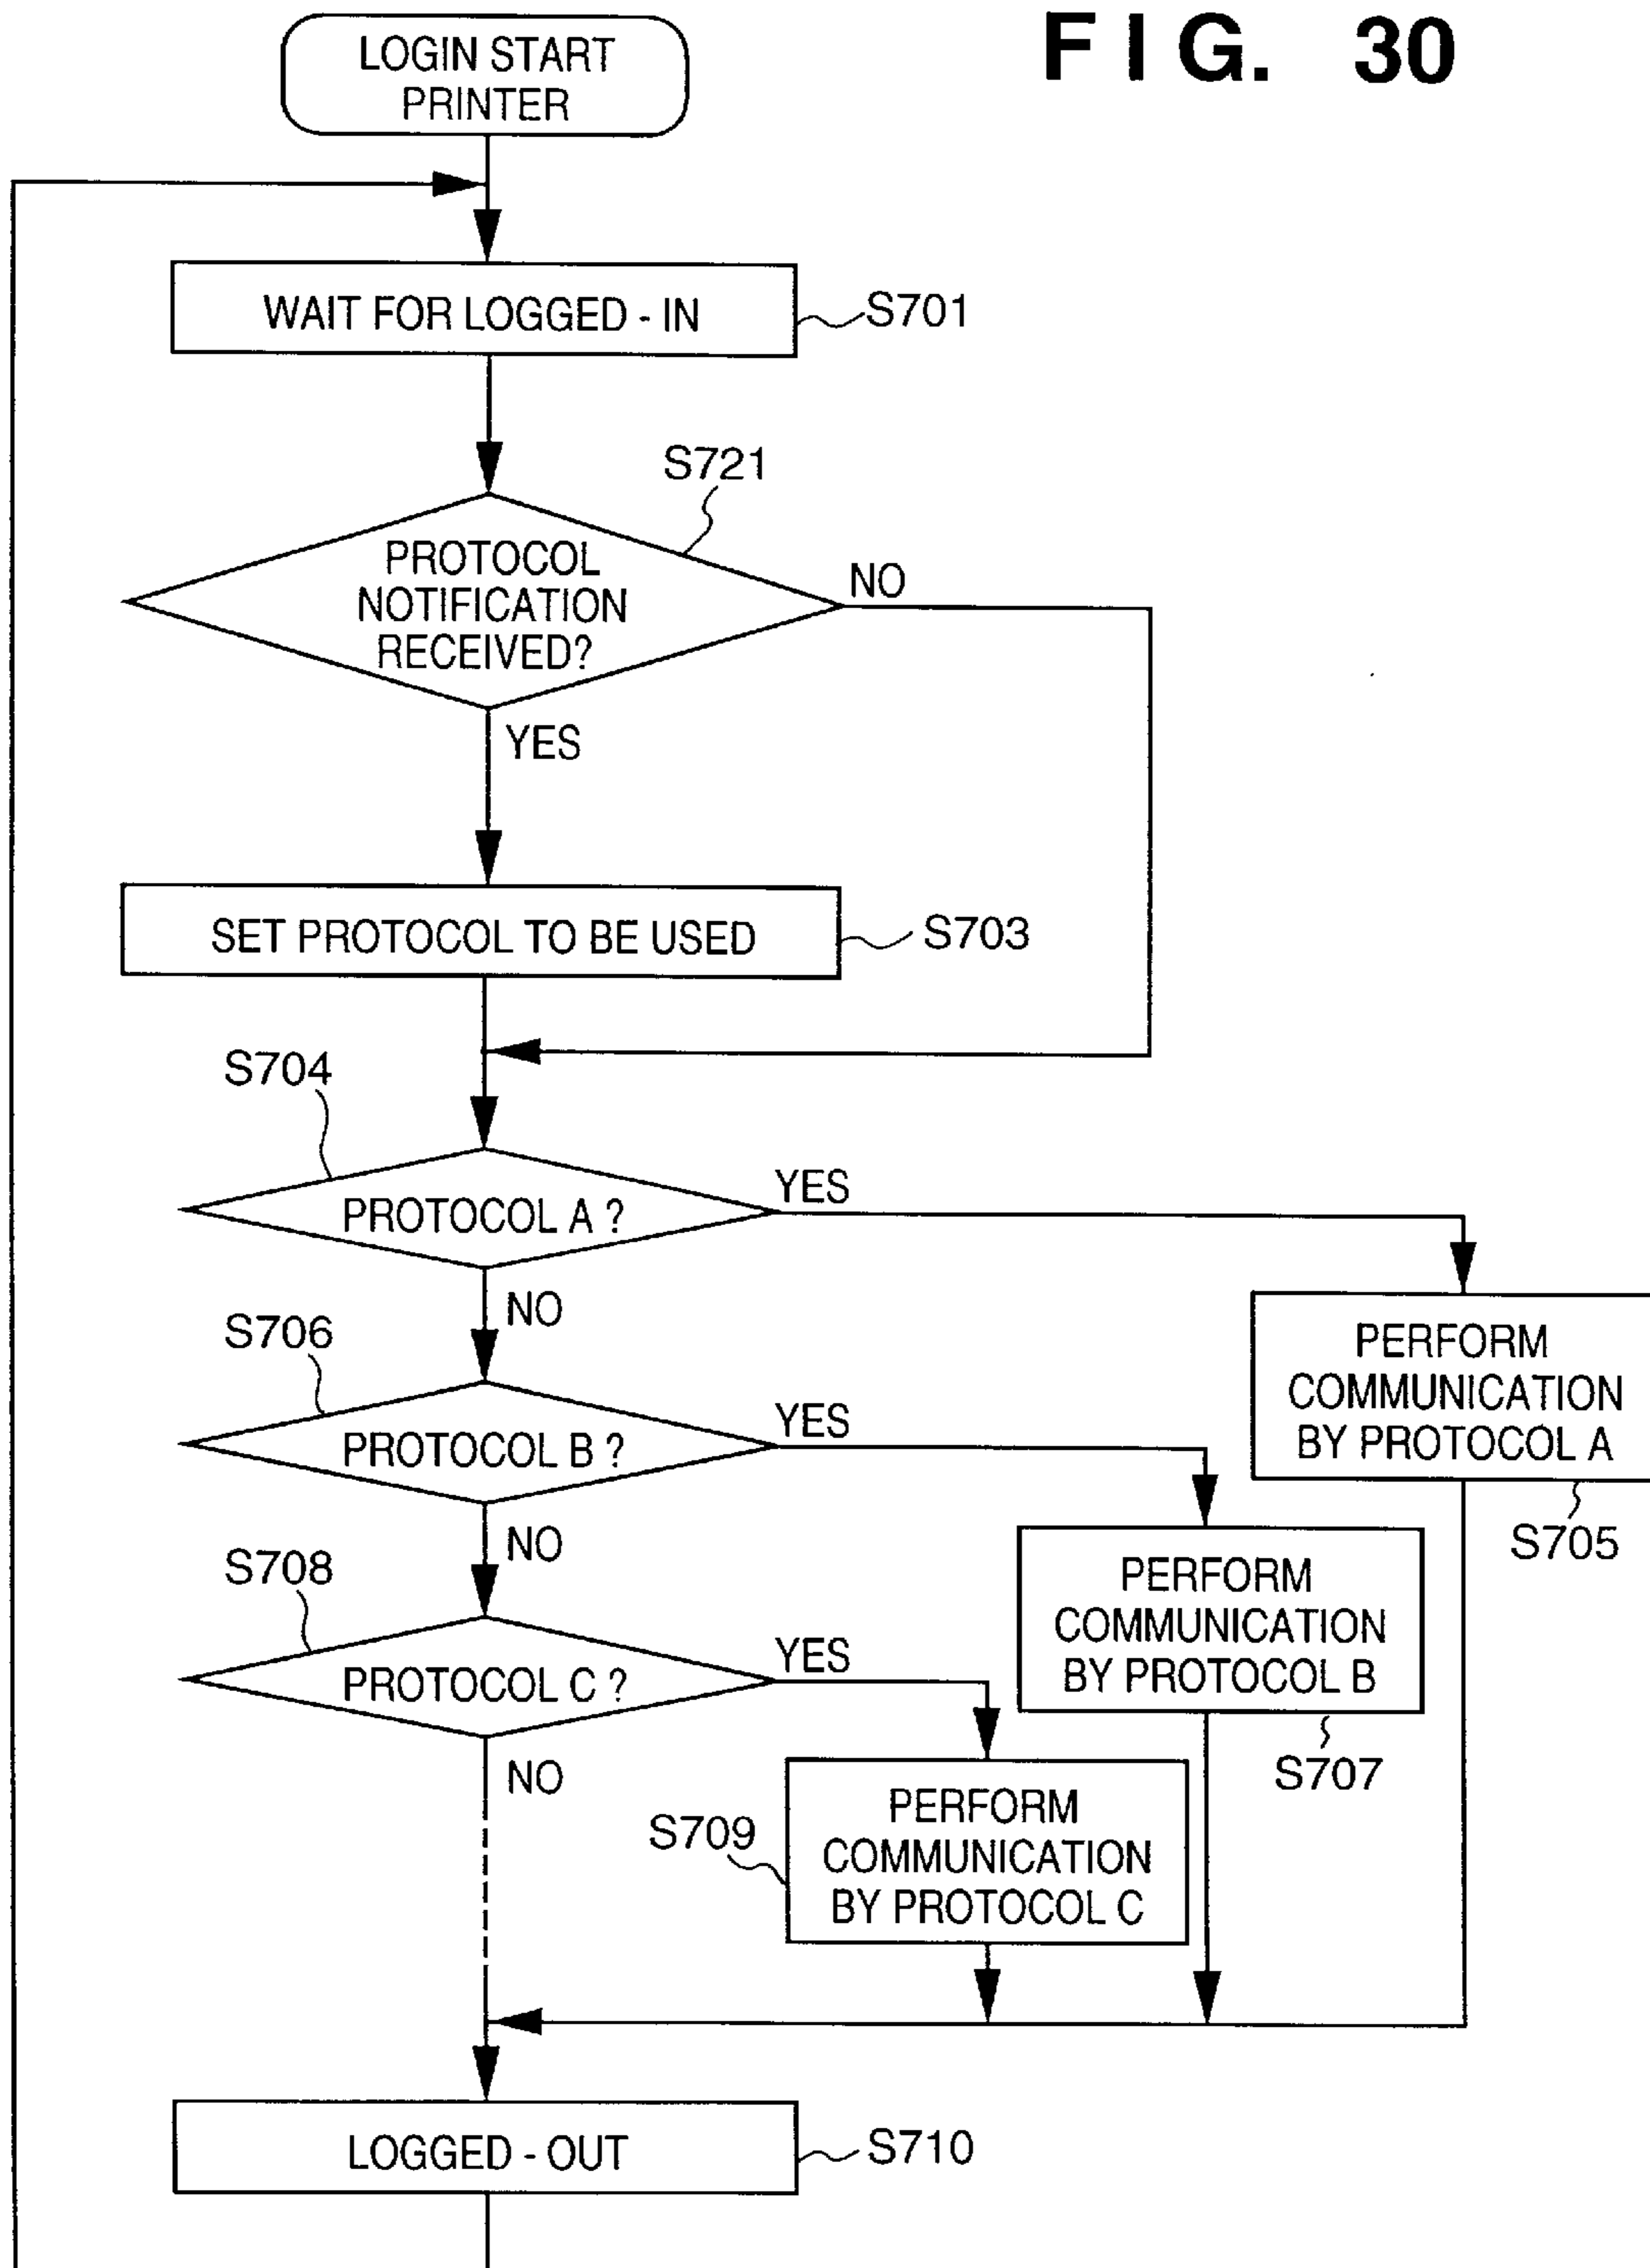 FIG. 30
LOGIN START
PRINTER
WAIT FOR LOGGED - IN
S701
S721
PROTOCOL
NOTIFICATION
RECEIVED?
NO
YES
SET PROTOCOL TO BE USED
S703
S704
PROTOCOL A ?
YES
NO
PERFORM
COMMUNICATION
BY PROTOCOL A
S705
S706
PROTOCOL B ?
YES
NO
PERFORM
COMMUNICATION
BY PROTOCOL B
S707
S708
PROTOCOL C ?
YES
NO
PERFORM
COMMUNICATION
BY PROTOCOL C
S709
LOGGED - OUT
S710